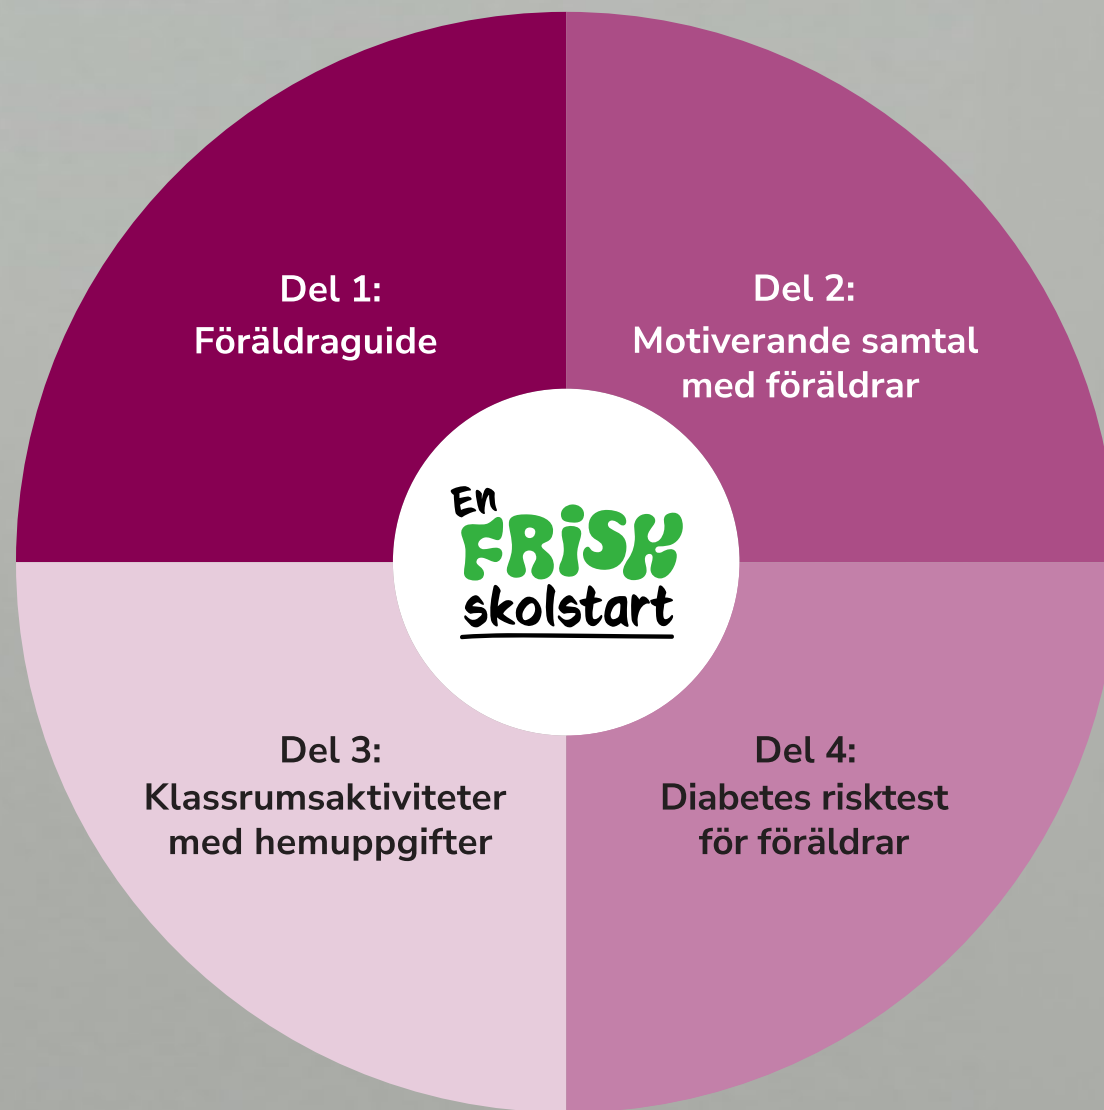 Del 1:
Föräldraguide
Del 2:
Motiverande samtal
med föräldrar
En
FRiSK
skolstart
Del 3:
Klassrumsaktiviteter
med hemuppgifter
Del 4:
Diabetes risktest
för föräldrar